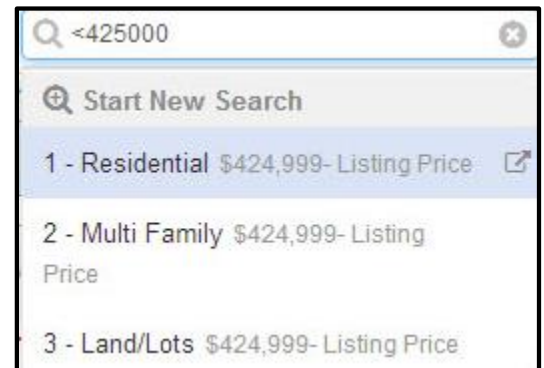 <425000
Start New Search
1 - Residential $424,999- Listing Price
2 - Multi Family $424,999- Listing
Price
3 - Land/Lots $424,999- Listing Price